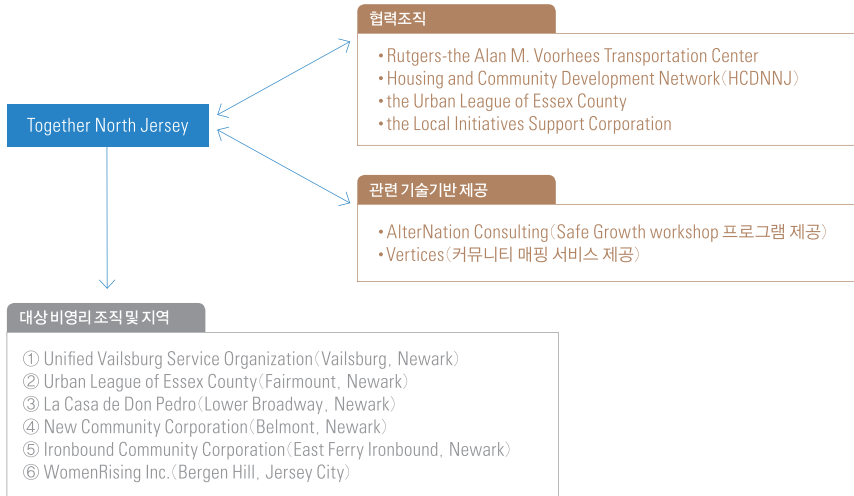 협력조직
• Rutgers-the Alan M. Voorhees Transportation Center
• Housing and Community Development Network(HCDNNJ)
• the Urban League of Essex County
• the Local Initiatives Support Corporation
Together North Jersey
관련 기술기반 제공
• AlterNation Consulting(Safe Growth workshop 프로그램 제공)
• Vertices(커뮤니티 매핑 서비스 제공)
대상 비영리 조직 및 지역
① Unified Vailsburg Service Organization(Vailsburg, Newark)
② Urban League of Essex County(Fairmount, Newark)
③ La Casa de Don Pedro(Lower Broadway, Newark)
④ New Community Corporation(Belmont, Newark)
⑤ Ironbound Community Corporation(East Ferry Ironbound, Newark)
⑥ WomenRising Inc.(Bergen Hill, Jersey City)